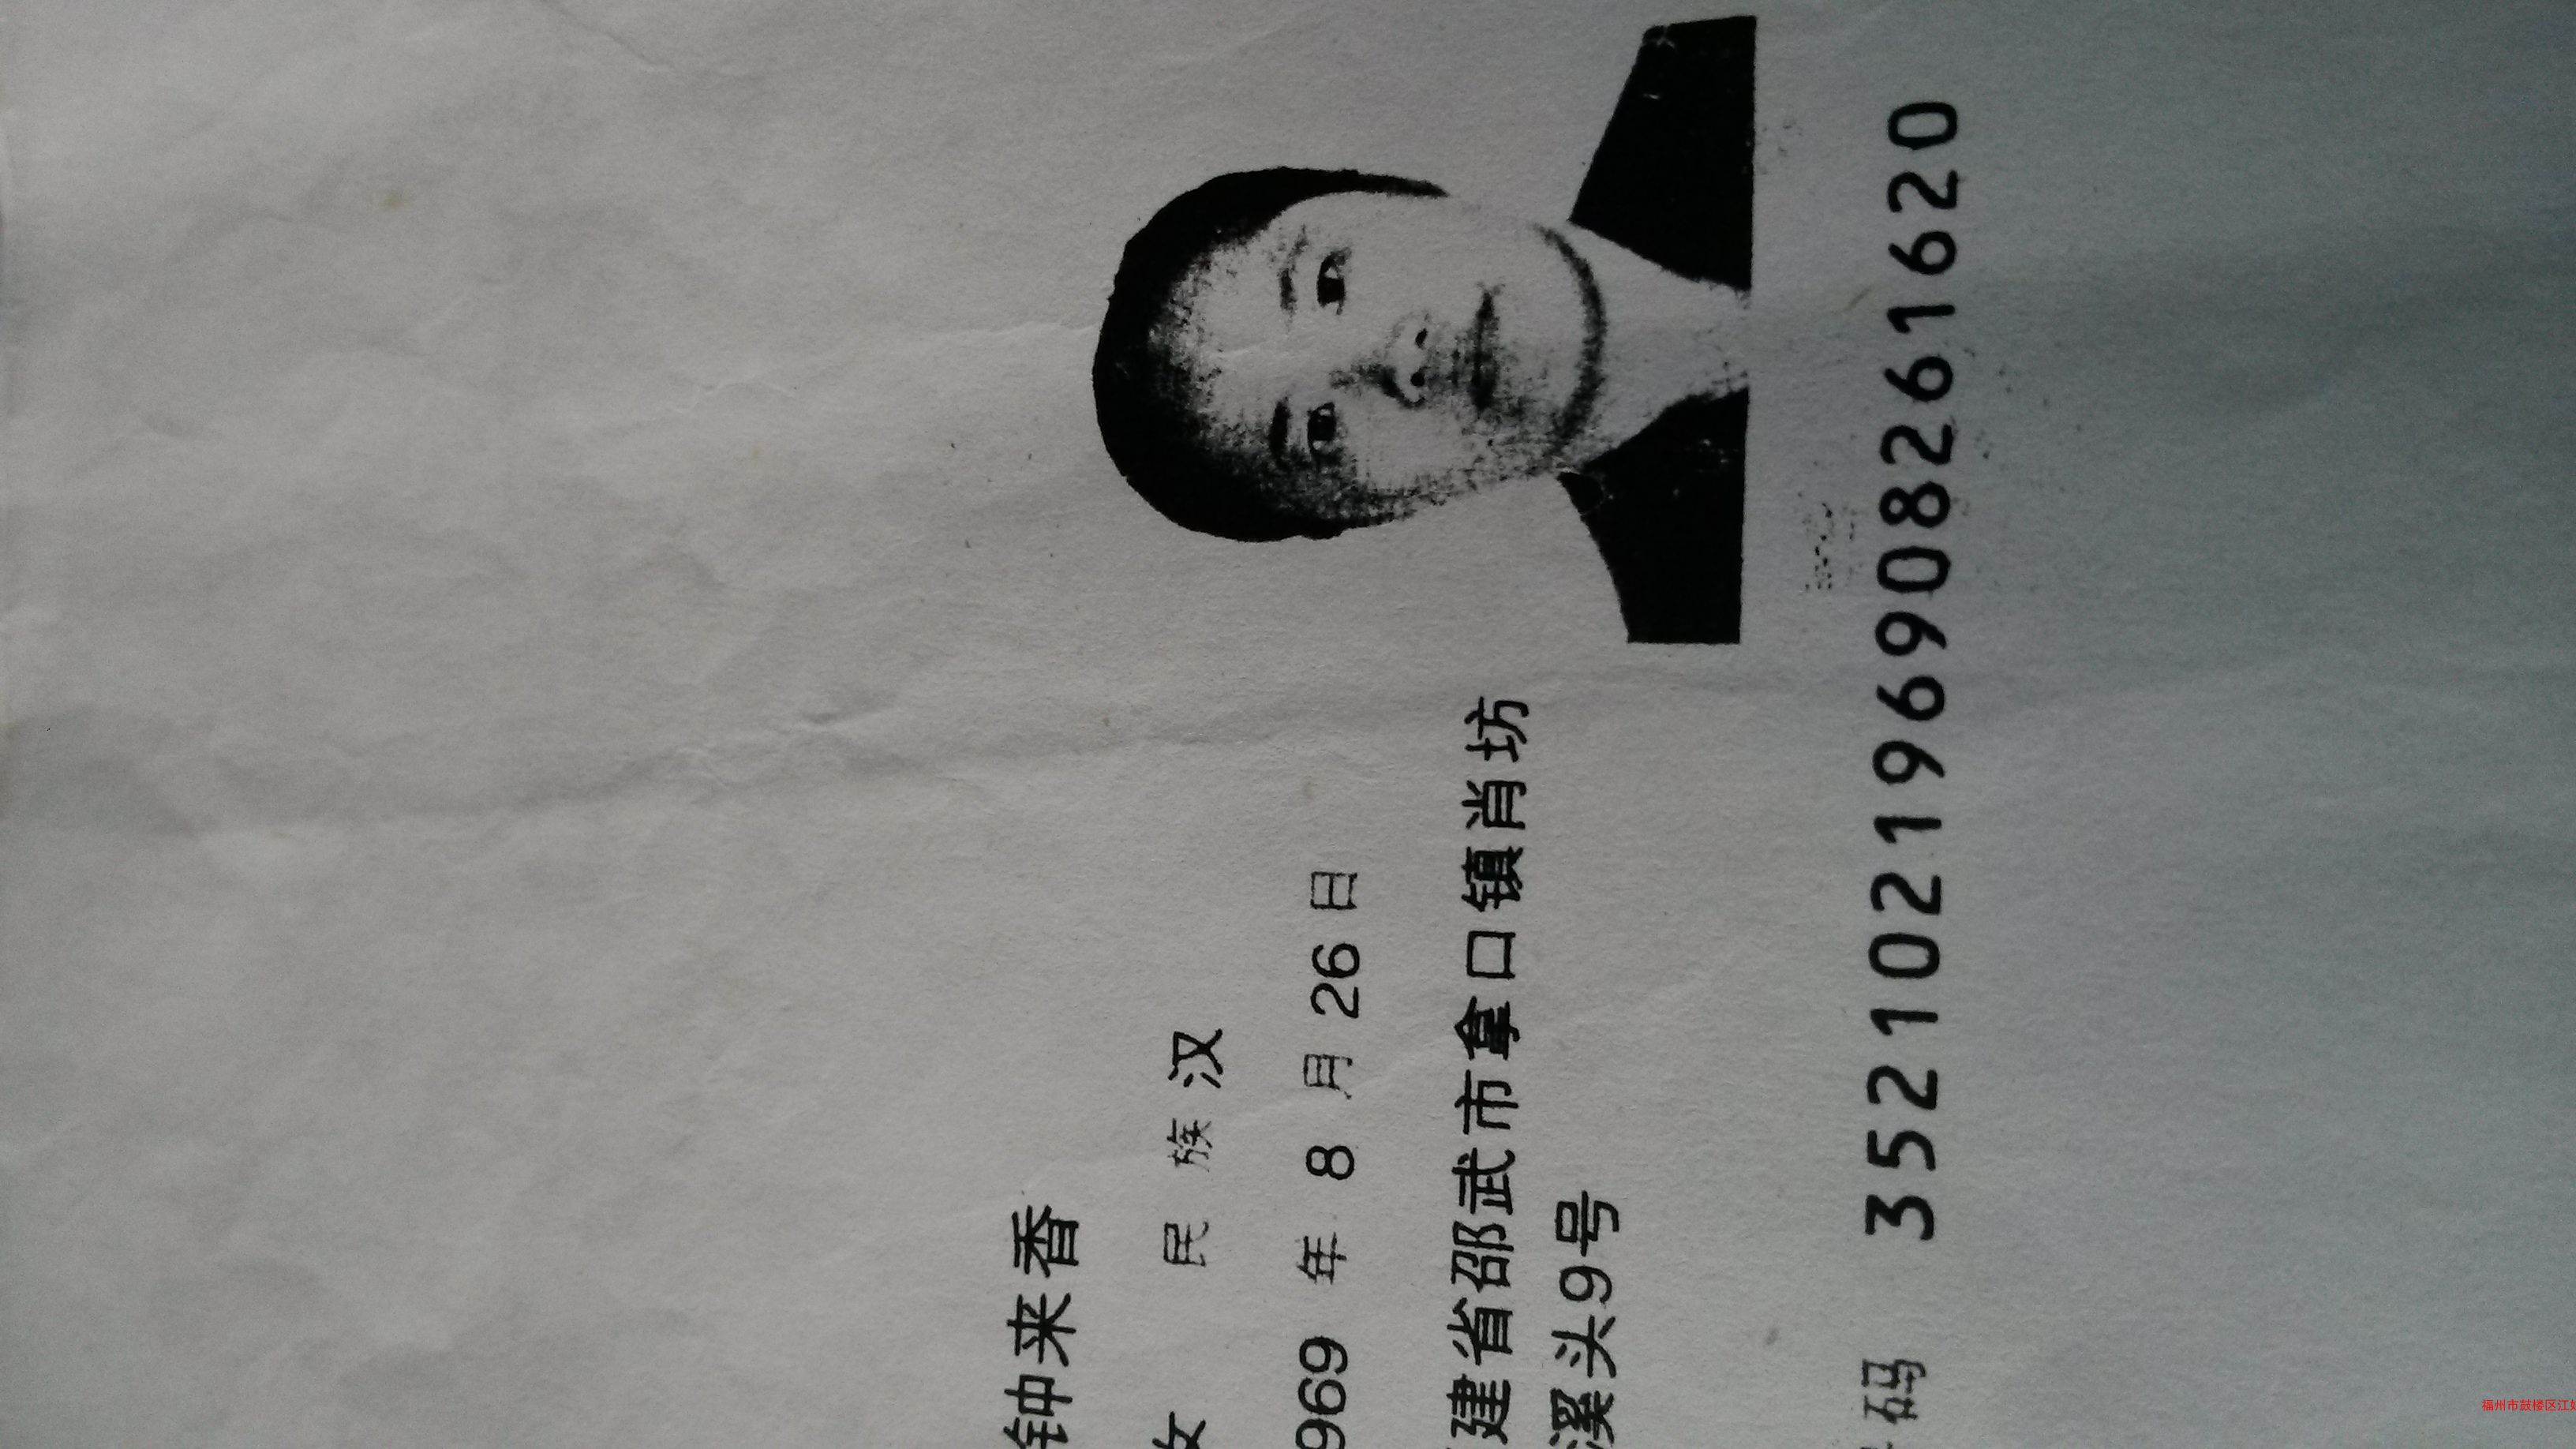 钟来香
女 民族 汉
969 年 8 月 26 日
建省邵武市拿口镇肖坊
溪头9号
码 352102196908261620
福州市鼓楼区江